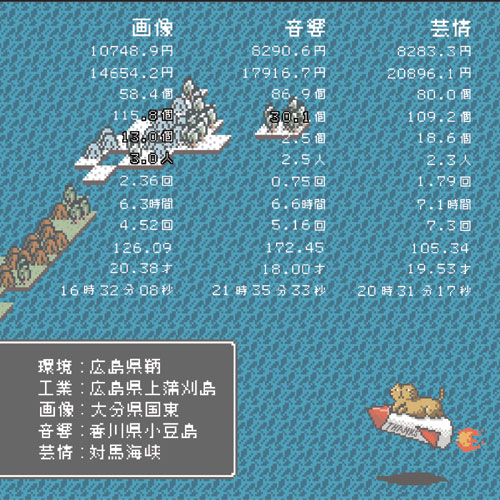 画像 音響 芸情
10748.9円 8290.6円 8283.3円
14654.2円 17916.7円 20896.1円
58.4個 86.9個 80.0個
115.8個 30.1個 109.2個
13.0個 2.5個 18.6個
3.0人 2.5人 2.3人
2.36回 0.75回 1.79回
6.3時間 6.6時間 7.1時間
4.52回 5.16回 7.3回
126.09 172.45 105.34
20.38才 18.00才 19.53才
16時32分08秒 21時35分33秒 20時31分17秒
環境：広島県鞆
工業：広島県上蒲刈島
画像：大分県国東
音響：香川県小豆島
芸情：対馬海峡
THANKS